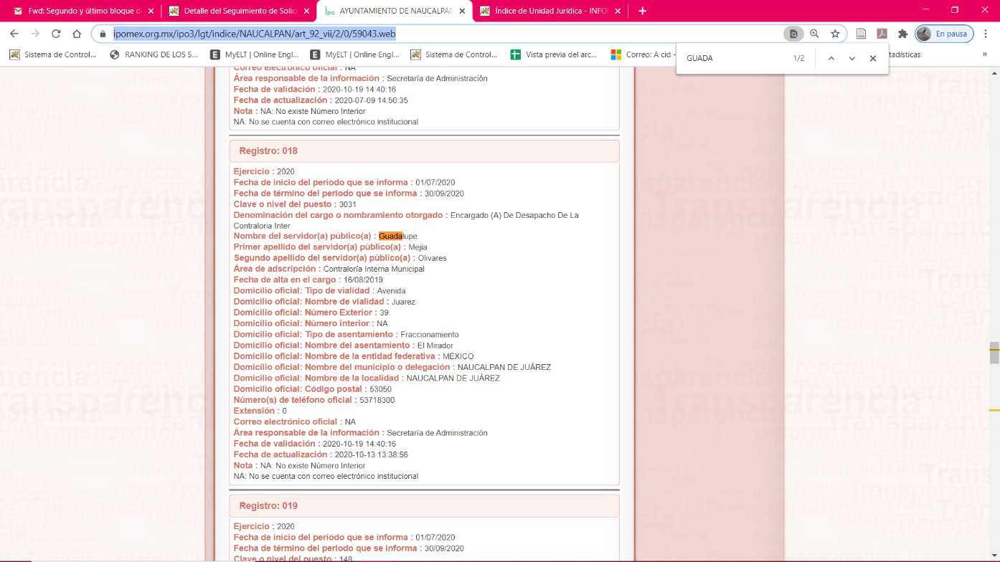 Fwd: Segundo y último bloque de
Detalle del Seguimiento de Solici
AYUNTAMIENTO DE NAUCALPAN
Índice de Unidad Jurídica - INFO
ipomex.org.mx/ipo3/lgt/indice/NAUCALPAN/art_92_vii/2/0/59043.web
En pausa
Sistema de Control...
RANKING DE LOS S...
MyELT | Online Engl...
MyELT | Online Engl...
Sistema de Control...
Vista previa del arc...
Correo: A cid -
tadísticas
»
GUADA 1/2
Correo electrónico oficial : NA
Área responsable de la información : Secretaría de Administración
Fecha de validación : 2020-10-19 14:40:16
Fecha de actualización : 2020-07-09 14:50:35
Nota : NA: No existe Número Interior
NA: No se cuenta con correo electrónico institucional
Registro: 018
Ejercicio : 2020
Fecha de inicio del periodo que se informa : 01/07/2020
Fecha de término del periodo que se informa : 30/09/2020
Clave o nivel del puesto : 3031
Denominación del cargo o nombramiento otorgado : Encargado (A) De Desapacho De La
Contraloria Inter
Nombre del servidor(a) público(a) : Guadalupe
Primer apellido del servidor(a) público(a) : Mejia
Segundo apellido del servidor(a) público(a) : Olivares
Área de adscripción : Contraloría Interna Municipal
Fecha de alta en el cargo : 16/08/2019
Domicilio oficial: Tipo de vialidad : Avenida
Domicilio oficial: Nombre de vialidad : Juarez
Domicilio oficial: Número Exterior : 39
Domicilio oficial: Número interior : NA
Domicilio oficial: Tipo de asentamiento : Fraccionamiento
Domicilio oficial: Nombre del asentamiento : El Mirador
Domicilio oficial: Nombre de la entidad federativa : MÉXICO
Domicilio oficial: Nombre del municipio o delegación : NAUCALPAN DE JUÁREZ
Domicilio oficial: Nombre de la localidad : NAUCALPAN DE JUÁREZ
Domicilio oficial: Código postal : 53050
Número(s) de teléfono oficial : 53718300
Extensión : 0
Correo electrónico oficial : NA
Área responsable de la información : Secretaría de Administración
Fecha de validación : 2020-10-19 14:40:16
Fecha de actualización : 2020-10-13 13:38:56
Nota : NA: No existe Número Interior
NA: No se cuenta con correo electrónico institucional
Registro: 019
Ejercicio : 2020
Fecha de inicio del periodo que se informa : 01/07/2020
Fecha de término del periodo que se informa : 30/09/2020
Clave o nivel del puesto : 148